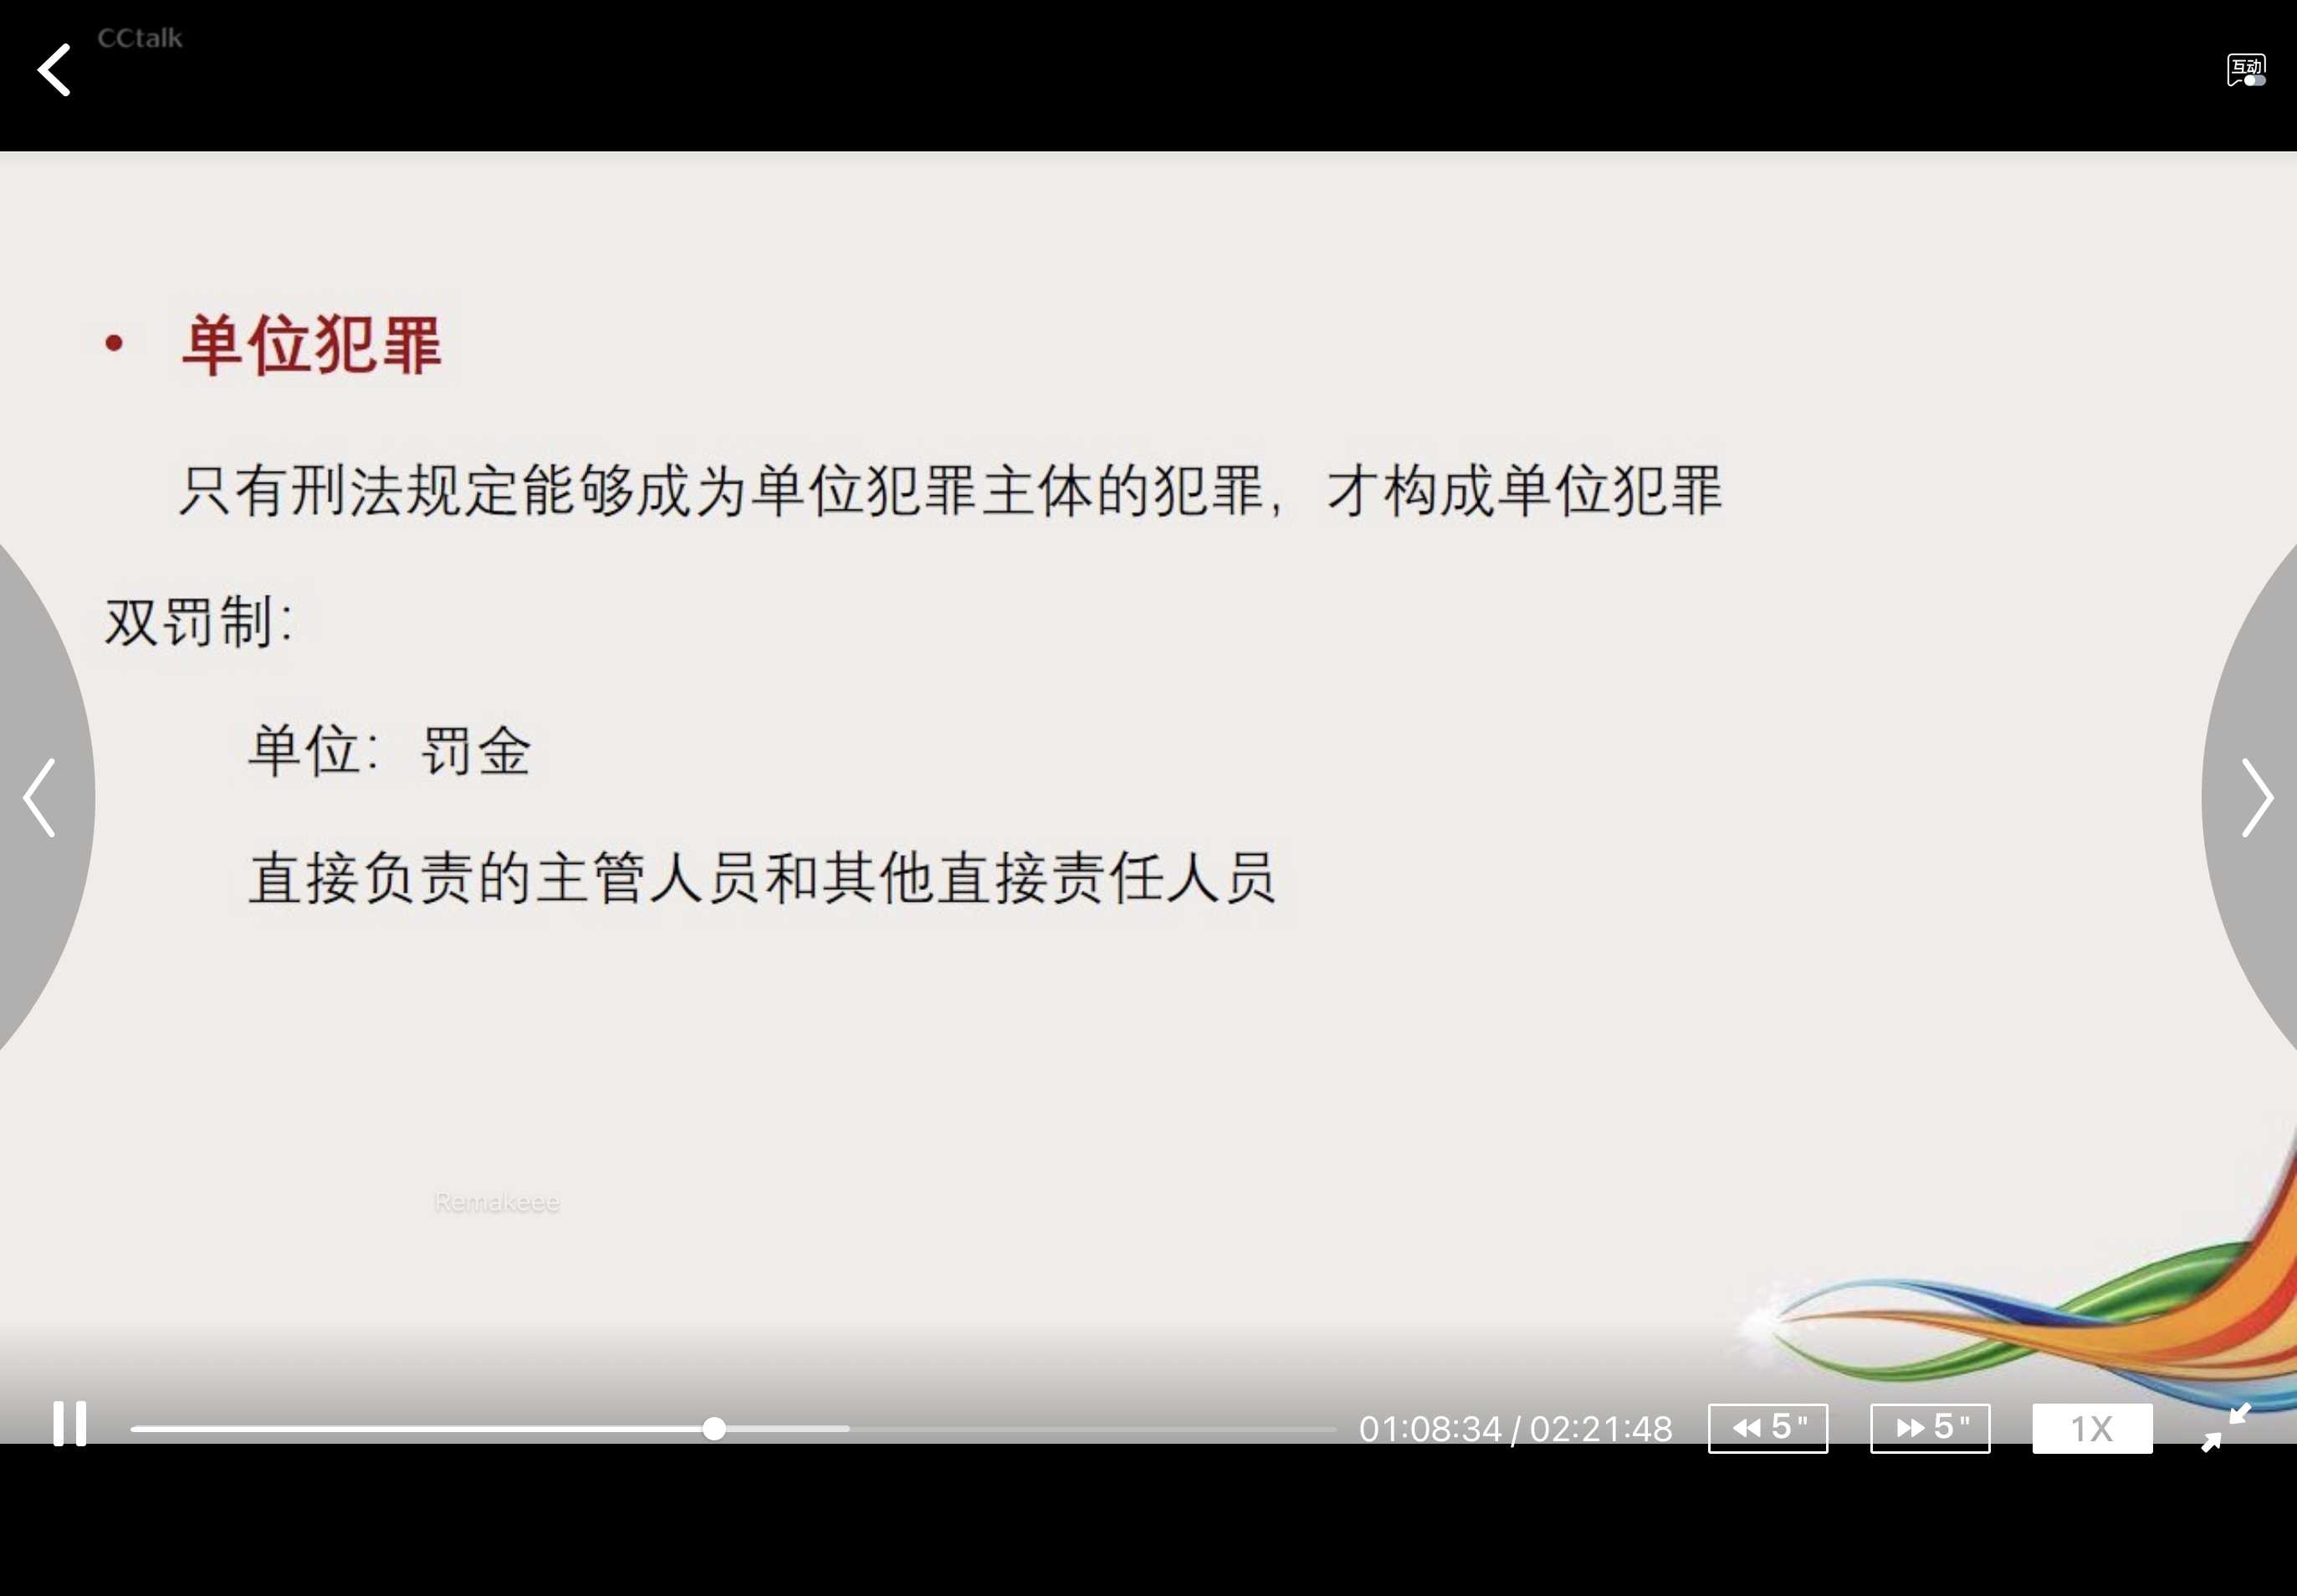 CCtalk
互动
• 单位犯罪
只有刑法规定能够成为单位犯罪主体的犯罪，才构成单位犯罪
双罚制：
单位：罚金
直接负责的主管人员和其他直接责任人员
Remakeee
01:08:34 / 02:21:48
5"
5"
1X